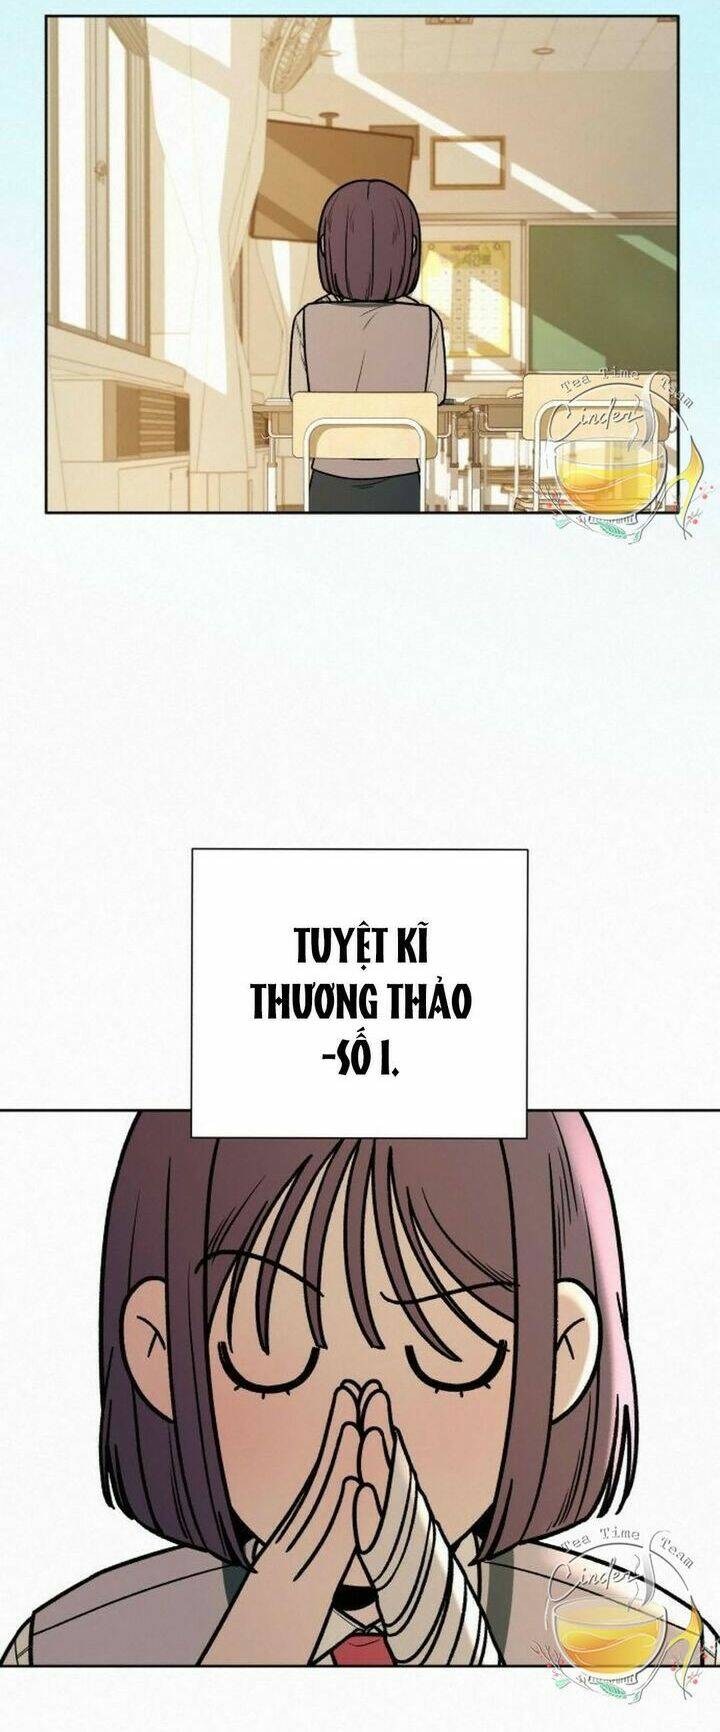 Tea Time Team
Cinder
TUYỆT KĨ
THƯƠNG THẢO
-SỐ 1.
Tea Time Team
Cinder